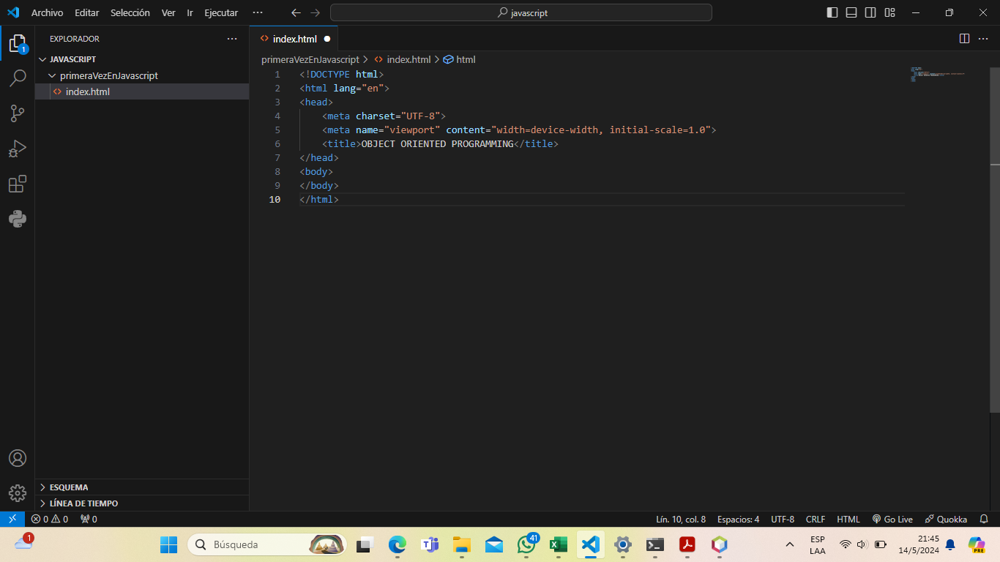 Archivo Editar Selección Ver Ir Ejecutar ··· javascript
EXPLORADOR ···
index.html
JAVASCRIPT
primeraVezEnJavascript
index.html
primeraVezEnJavascript > index.html > html
1 <!DOCTYPE html>
2 <html lang="en">
3 <head>
4 <meta charset="UTF-8">
5 <meta name="viewport" content="width=device-width, initial-scale=1.0">
6 <title>OBJECT ORIENTED PROGRAMMING</title>
7 </head>
8 <body>
9 </body>
10 </html>
1
ESQUEMA
LÍNEA DE TIEMPO
0 0 0 Lín. 10, col. 8 Espacios: 4 UTF-8 CRLF HTML Go Live Quokka
1 Búsqueda 41 ESP 21:45
LAA 14/5/2024 PRE